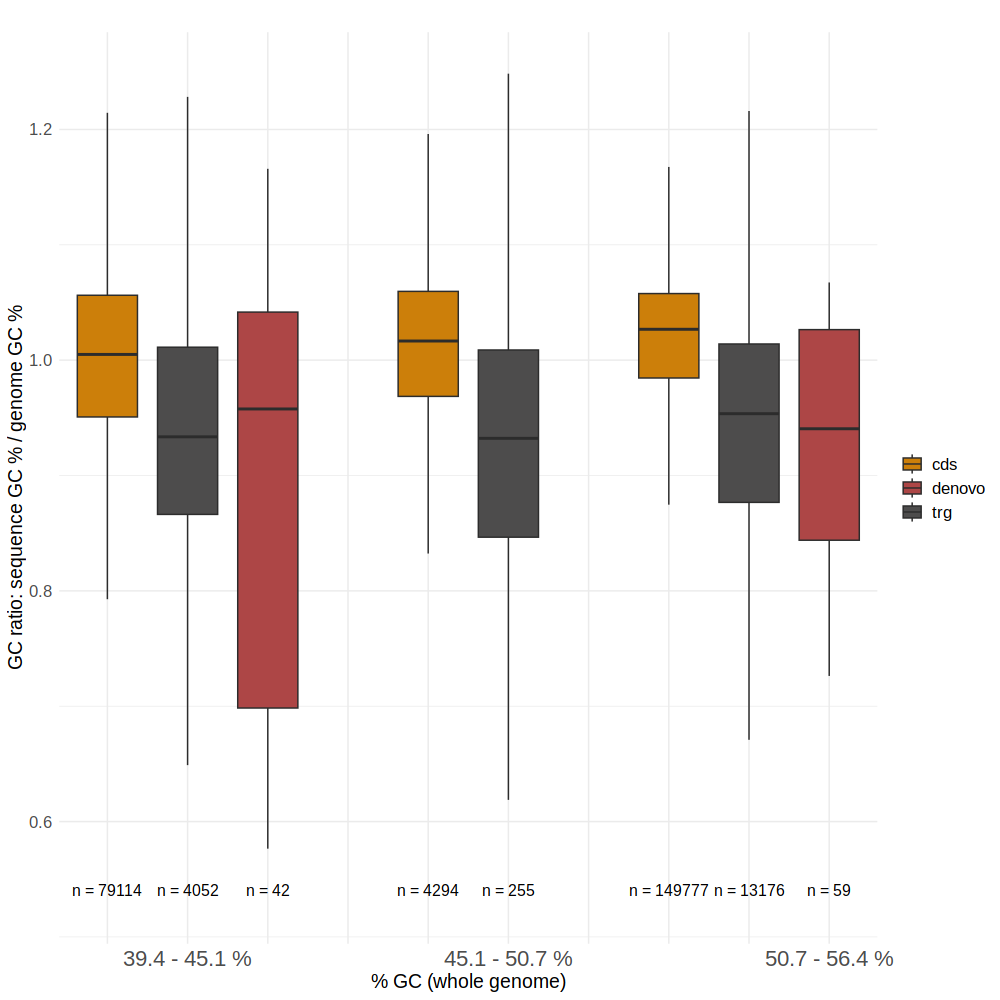 GC ratio: sequence GC % / genome GC %
1.2
1.0
0.8
0.6
n = 79114 n = 4052 n = 42 n = 4294 n = 255 n = 149777 n = 13176 n = 59
39.4 - 45.1 % 45.1 - 50.7 % 50.7 - 56.4 %
% GC (whole genome)
cds
denovo
trg